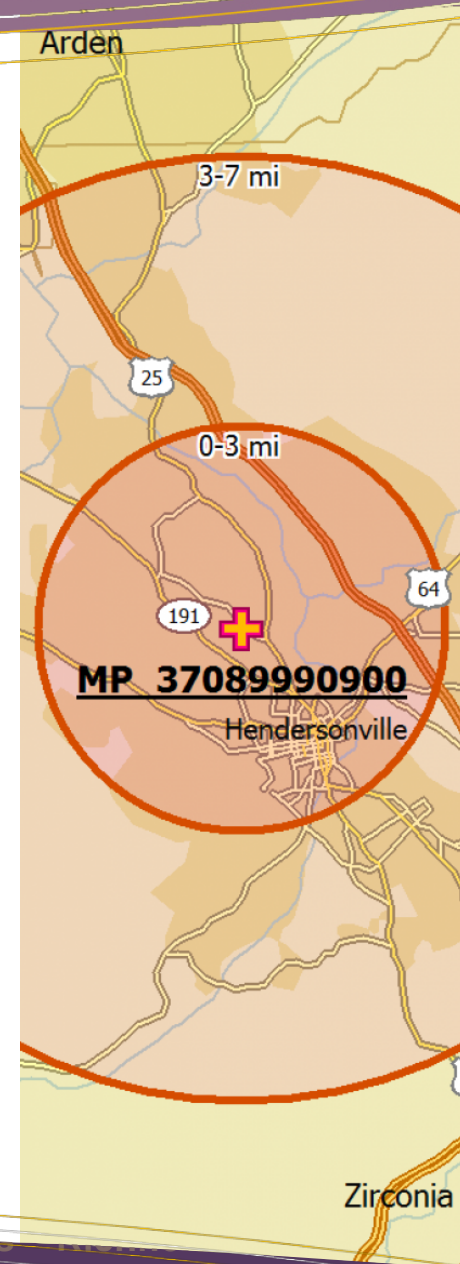 Arden
3-7 mi
25
0-3 mi
64
191
MP 37089990900
Hendersonville
Zirconia